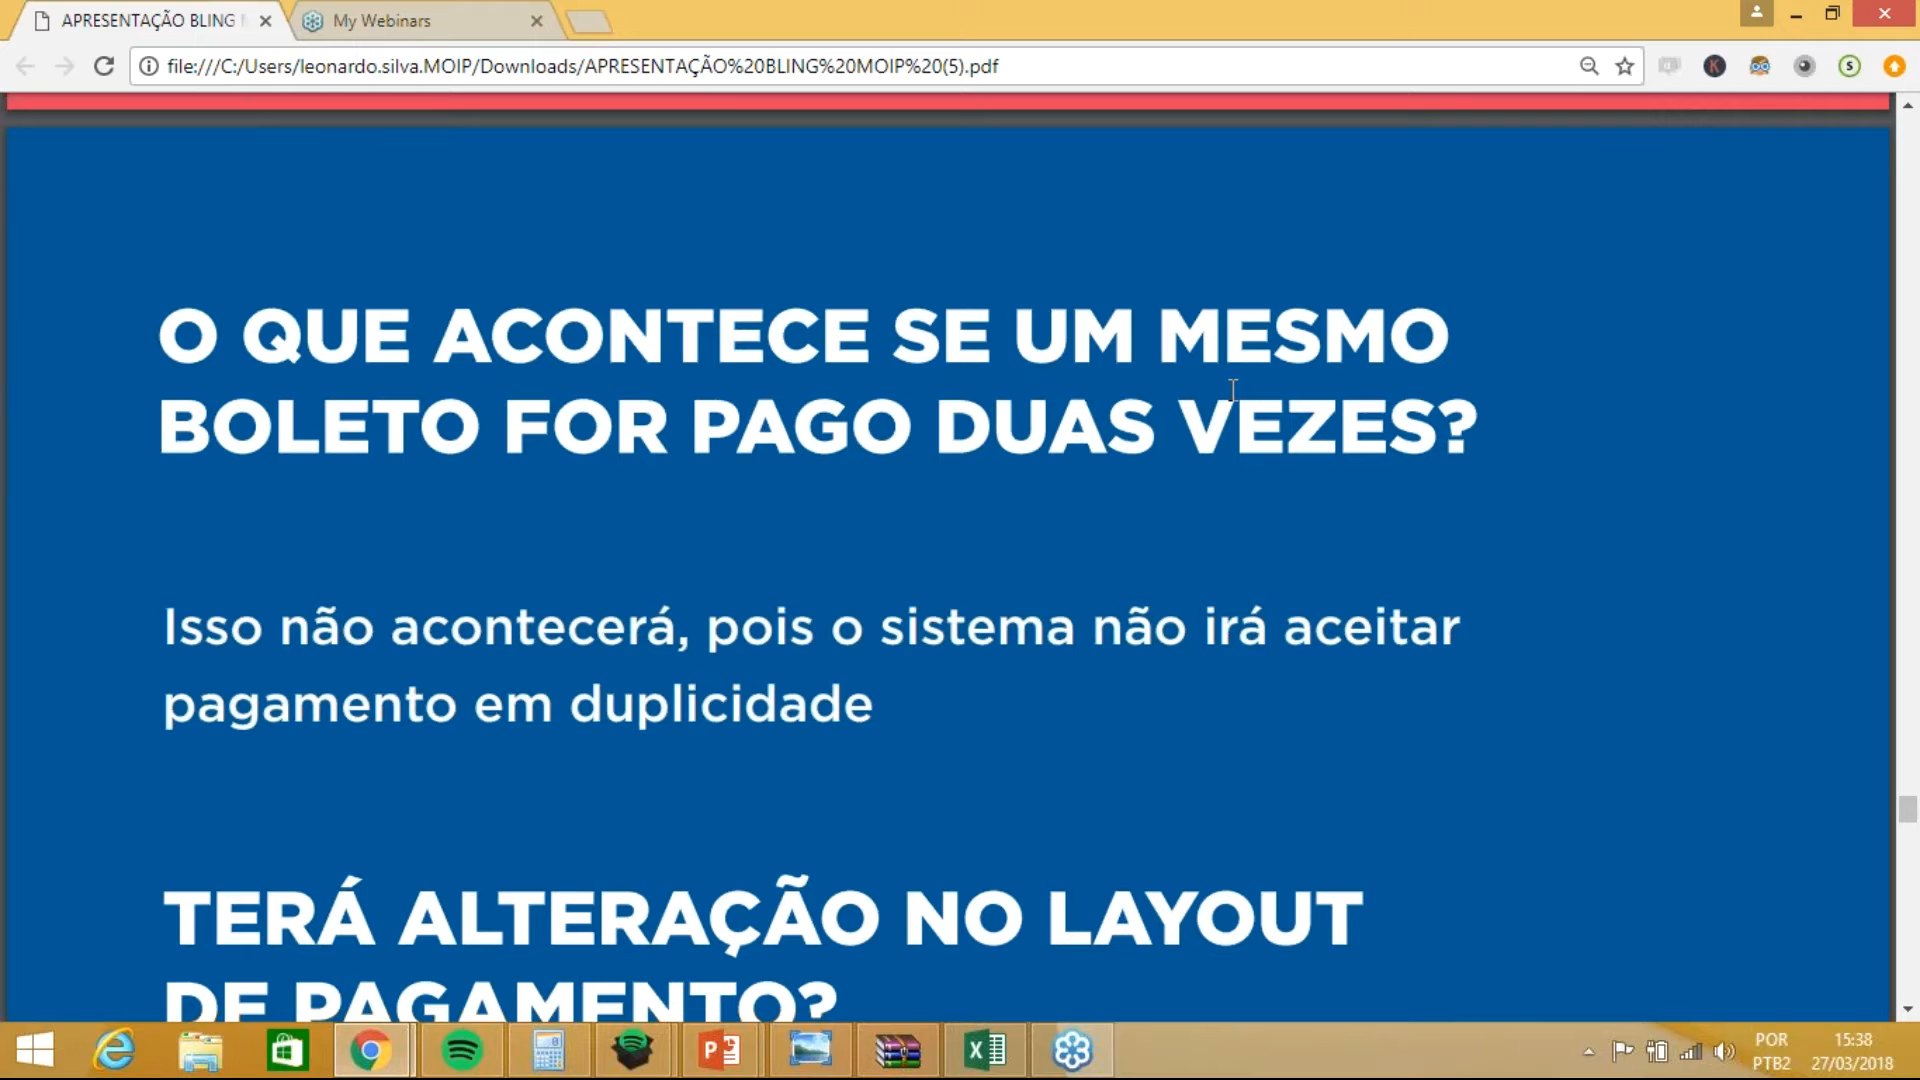 APRESENTAÇÃO BLING
My Webinars
file:///C:/Users/leonardo.silva.MOIP/Downloads/APRESENTAÇÃO%20BLING%20MOIP%20(5).pdf
O QUE ACONTECE SE UM MESMO
BOLETO FOR PAGO DUAS VEZES?
Isso não acontecerá, pois o sistema não irá aceitar
pagamento em duplicidade
TERÁ ALTERAÇÃO NO LAYOUT
DE PAGAMENTO?
POR
PTB2
15:38
27/03/2018